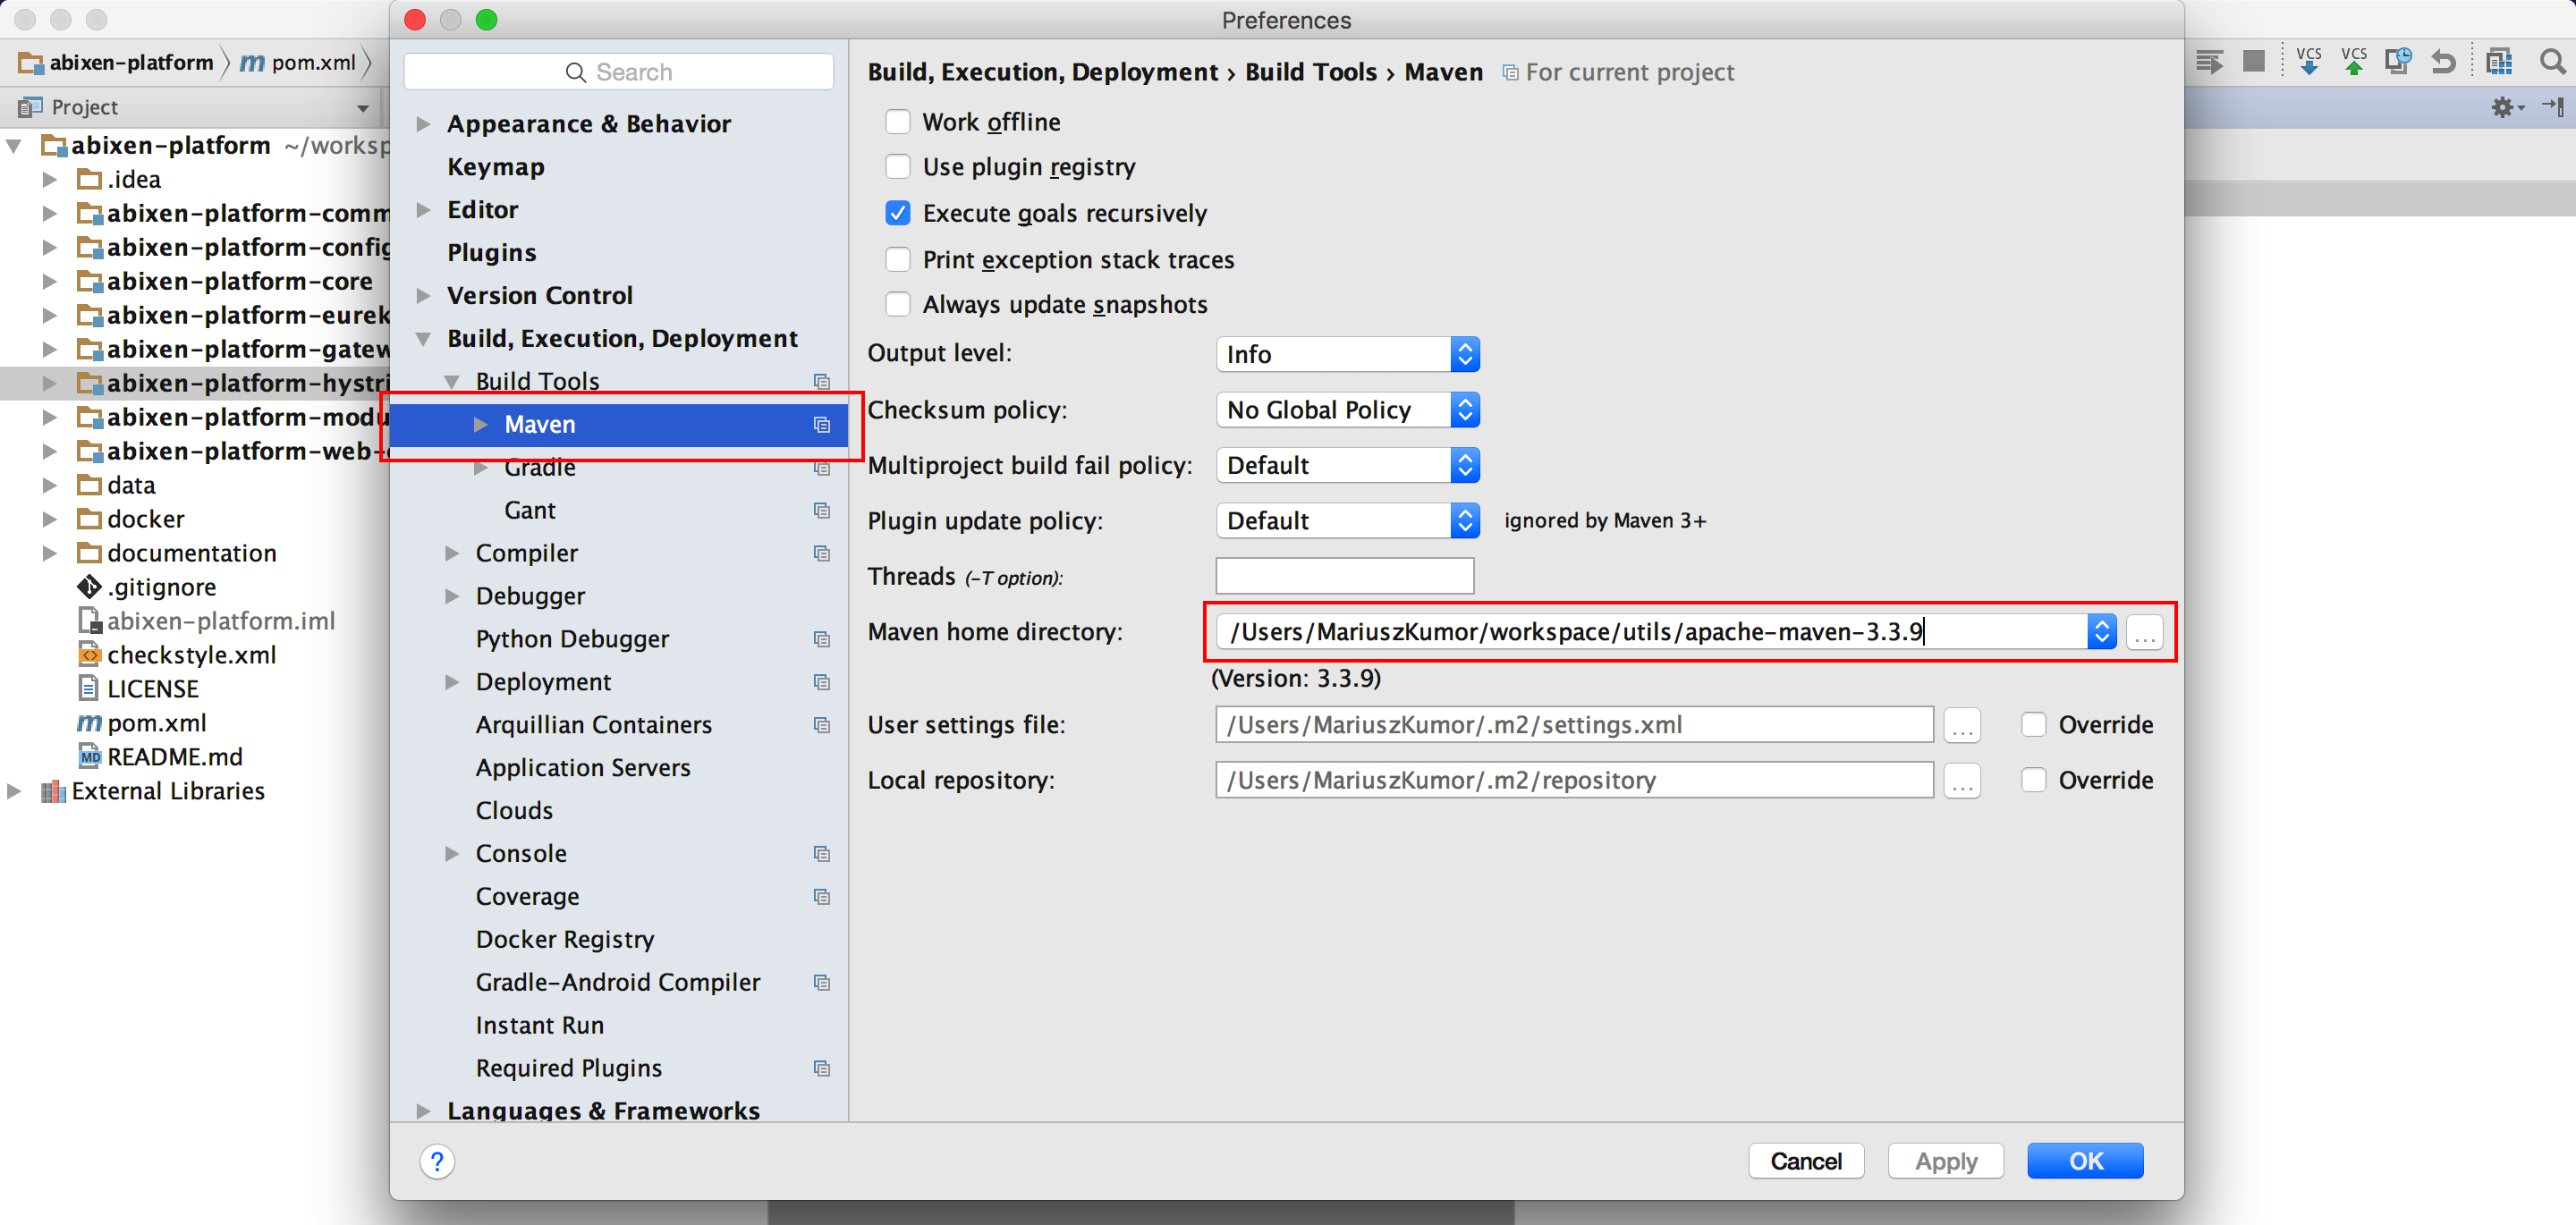 Preferences
abixen-platform
pom.xml
Project
abixen-platform ~/worksp
.idea
abixen-platform-comm
abixen-platform-config
abixen-platform-core
abixen-platform-eurek
abixen-platform-gatew
abixen-platform-hystri
abixen-platform-modu
abixen-platform-web-
data
docker
documentation
.gitignore
abixen-platform.iml
checkstyle.xml
LICENSE
pom.xml
README.md
External Libraries
Search
Appearance & Behavior
Keymap
Editor
Plugins
Version Control
Build, Execution, Deployment
Build Tools
Maven
Gradle
Gant
Compiler
Debugger
Python Debugger
Deployment
Arquillian Containers
Application Servers
Clouds
Console
Coverage
Docker Registry
Gradle-Android Compiler
Instant Run
Required Plugins
Languages & Frameworks
Build, Execution, Deployment › Build Tools › Maven For current project
Work offline
Use plugin registry
Execute goals recursively
Print exception stack traces
Always update snapshots
Output level: Info
Checksum policy: No Global Policy
Multiproject build fail policy: Default
Plugin update policy: Default ignored by Maven 3+
Threads (-T option):
Maven home directory: /Users/MariuszKumor/workspace/utils/apache-maven-3.3.9 ...
(Version: 3.3.9)
User settings file: /Users/MariuszKumor/.m2/settings.xml ... Override
Local repository: /Users/MariuszKumor/.m2/repository ... Override
? Cancel Apply OK
VCS VCS
MD